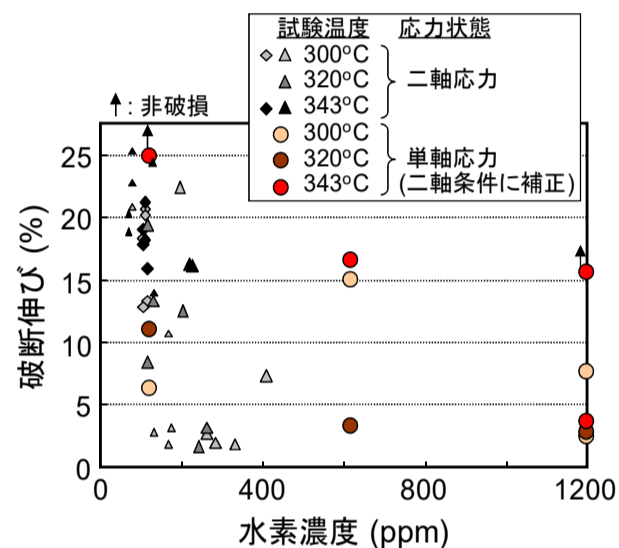 試験温度 応力状態
300°C
320°C 二軸応力
343°C
: 非破損
300°C
320°C 単軸応力
343°C (二軸条件に補正)
25
20
15
10
5
0
破断伸び (%)
0 400 800 1200
水素濃度 (ppm)